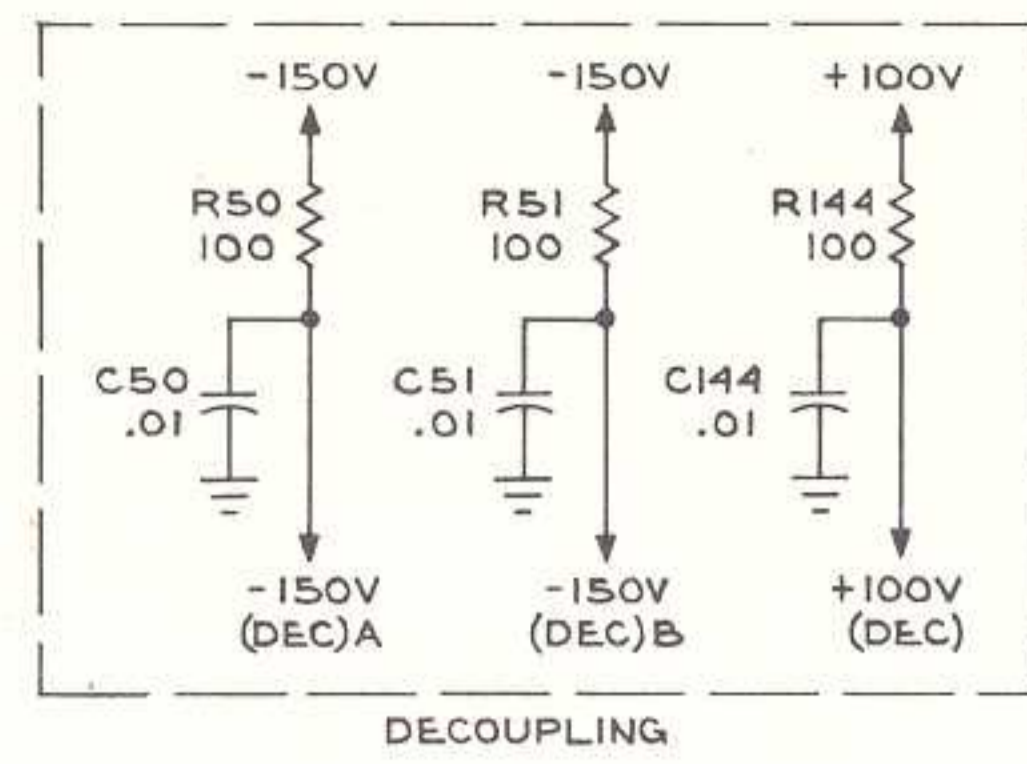 -150V
-150V
+100V
R50
100
R51
100
R144
100
C50
.01
C51
.01
C144
.01
-150V
(DEC)A
-150V
(DEC)B
+100V
(DEC)
DECOUPLING